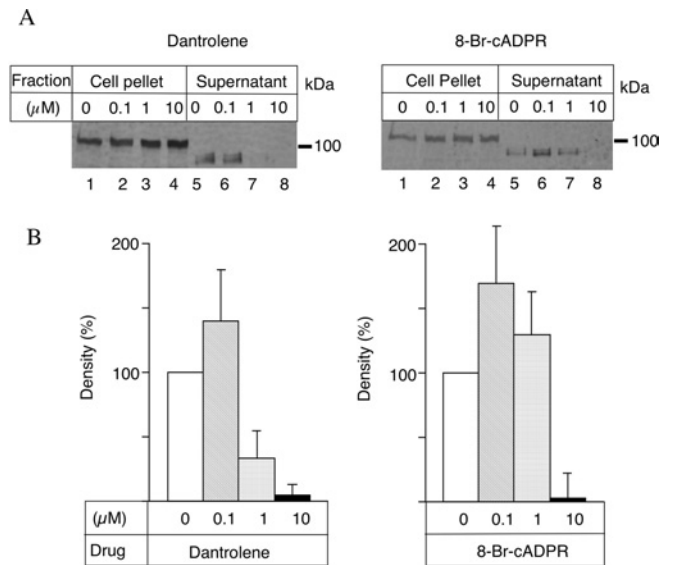 A
Dantrolene 8-Br-cADPR
Fraction Cell pellet Supernatant kDa Cell Pellet Supernatant
(µM) 0 0.1 1 10 0 0.1 1 10 0 0.1 1 10 0 0.1 1 10 kDa
100 100
1 2 3 4 5 6 7 8 1 2 3 4 5 6 7 8
B
200 200
Density (%) Density (%)
100 100
(µM) 0 0.1 1 10 0 0.1 1 10
Drug Dantrolene 8-Br-cADPR